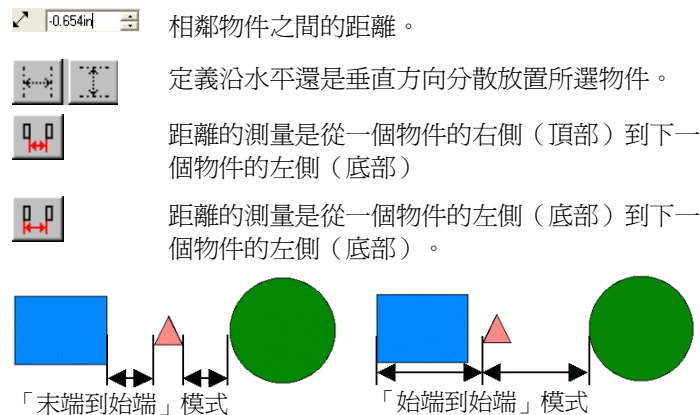 -0.654in
相鄰物件之間的距離。
定義沿水平還是垂直方向分散放置所選物件。
距離的測量是從一個物件的右側（頂部）到下一
個物件的左側（底部）
距離的測量是從一個物件的左側（底部）到下一
個物件的左側（底部）。
「末端到始端」模式
「始端到始端」模式